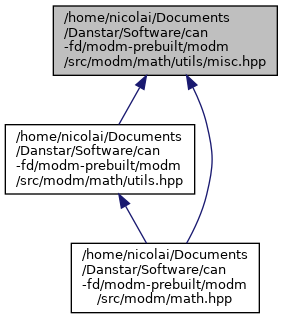 /home/nicolai/Documents
/Danstar/Software/can
-fd/modm-prebuilt/modm
/src/modm/math/utils/misc.hpp
/home/nicolai/Documents
/Danstar/Software/can
-fd/modm-prebuilt/modm
/src/modm/math/utils.hpp
/home/nicolai/Documents
/Danstar/Software/can
-fd/modm-prebuilt/modm
/src/modm/math.hpp